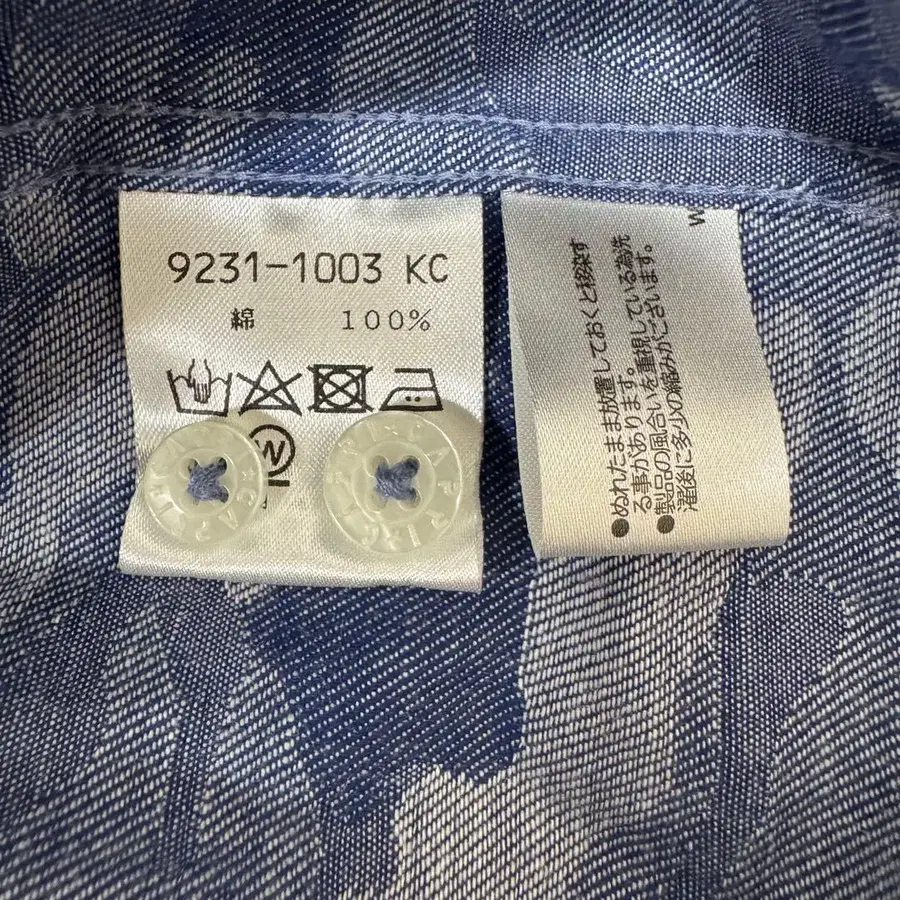 9231-1003 KC
綿 100%
W
●ぬれたまま放置しておくと移染す
る事があります。
●製品の風合いを重視している為洗
濯後に多少の縮みがございます。
W